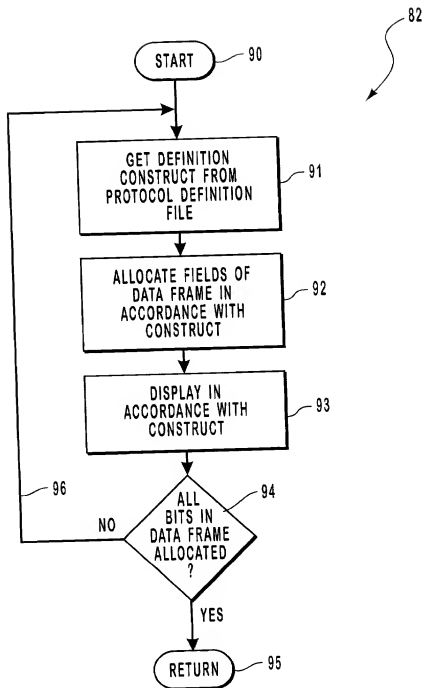 82
START
90
GET DEFINITION
CONSTRUCT FROM
PROTOCOL DEFINITION
FILE
91
ALLOCATE FIELDS OF
DATA FRAME IN
ACCORDANCE WITH
CONSTRUCT
92
DISPLAY IN
ACCORDANCE WITH
CONSTRUCT
93
96
94
ALL
BITS IN
DATA FRAME
ALLOCATED
?
NO
YES
RETURN
95